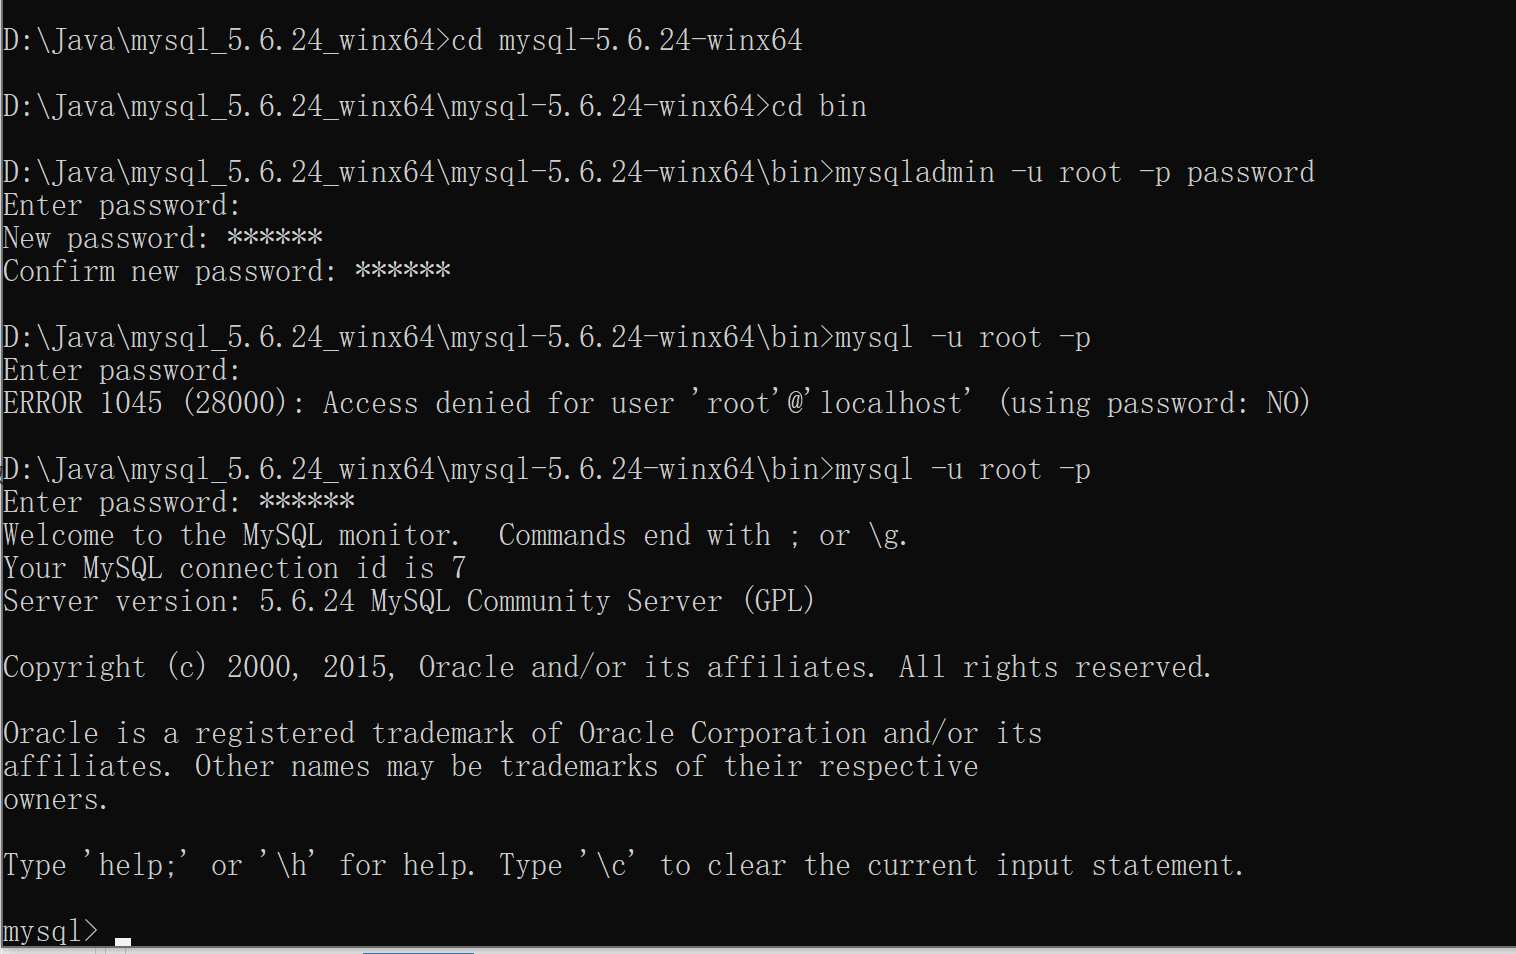 D:\Java\mysql_5.6.24_winx64>cd mysql-5.6.24-winx64
D:\Java\mysql_5.6.24_winx64\mysql-5.6.24-winx64>cd bin
D:\Java\mysql_5.6.24_winx64\mysql-5.6.24-winx64\bin>mysqladmin -u root -p password
Enter password:
New password: ******
Confirm new password: ******
D:\Java\mysql_5.6.24_winx64\mysql-5.6.24-winx64\bin>mysql -u root -p
Enter password:
ERROR 1045 (28000): Access denied for user 'root'@'localhost' (using password: NO)
D:\Java\mysql_5.6.24_winx64\mysql-5.6.24-winx64\bin>mysql -u root -p
Enter password: ******
Welcome to the MySQL monitor.  Commands end with ; or \g.
Your MySQL connection id is 7
Server version: 5.6.24 MySQL Community Server (GPL)
Copyright (c) 2000, 2015, Oracle and/or its affiliates. All rights reserved.
Oracle is a registered trademark of Oracle Corporation and/or its
affiliates. Other names may be trademarks of their respective
owners.
Type 'help;' or '\h' for help. Type '\c' to clear the current input statement.
mysql>